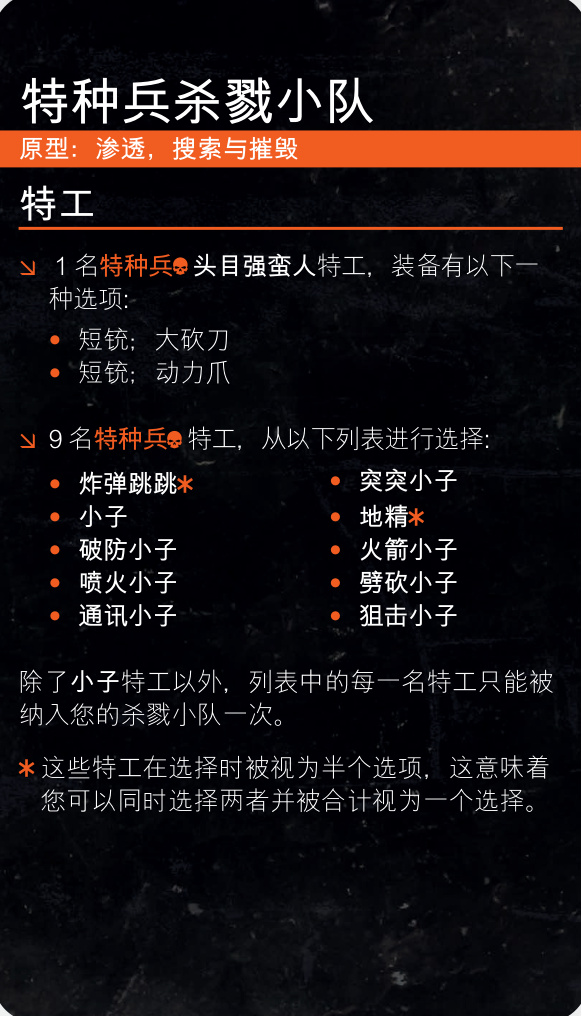 特种兵杀戮小队
原型：渗透，搜索与摧毁
特工
1 名特种兵头目强蛮人特工，装备有以下一
种选项:
• 短铳；大砍刀
• 短铳；动力爪
9 名特种兵特工，从以下列表进行选择:
• 炸弹跳跳*
• 小子
• 破防小子
• 喷火小子
• 通讯小子
• 突突小子
• 地精*
• 火箭小子
• 劈砍小子
• 狙击小子
除了小子特工以外，列表中的每一名特工只能被
纳入您的杀戮小队一次。
* 这些特工在选择时被视为半个选项，这意味着
您可以同时选择两者并被合计视为一个选择。